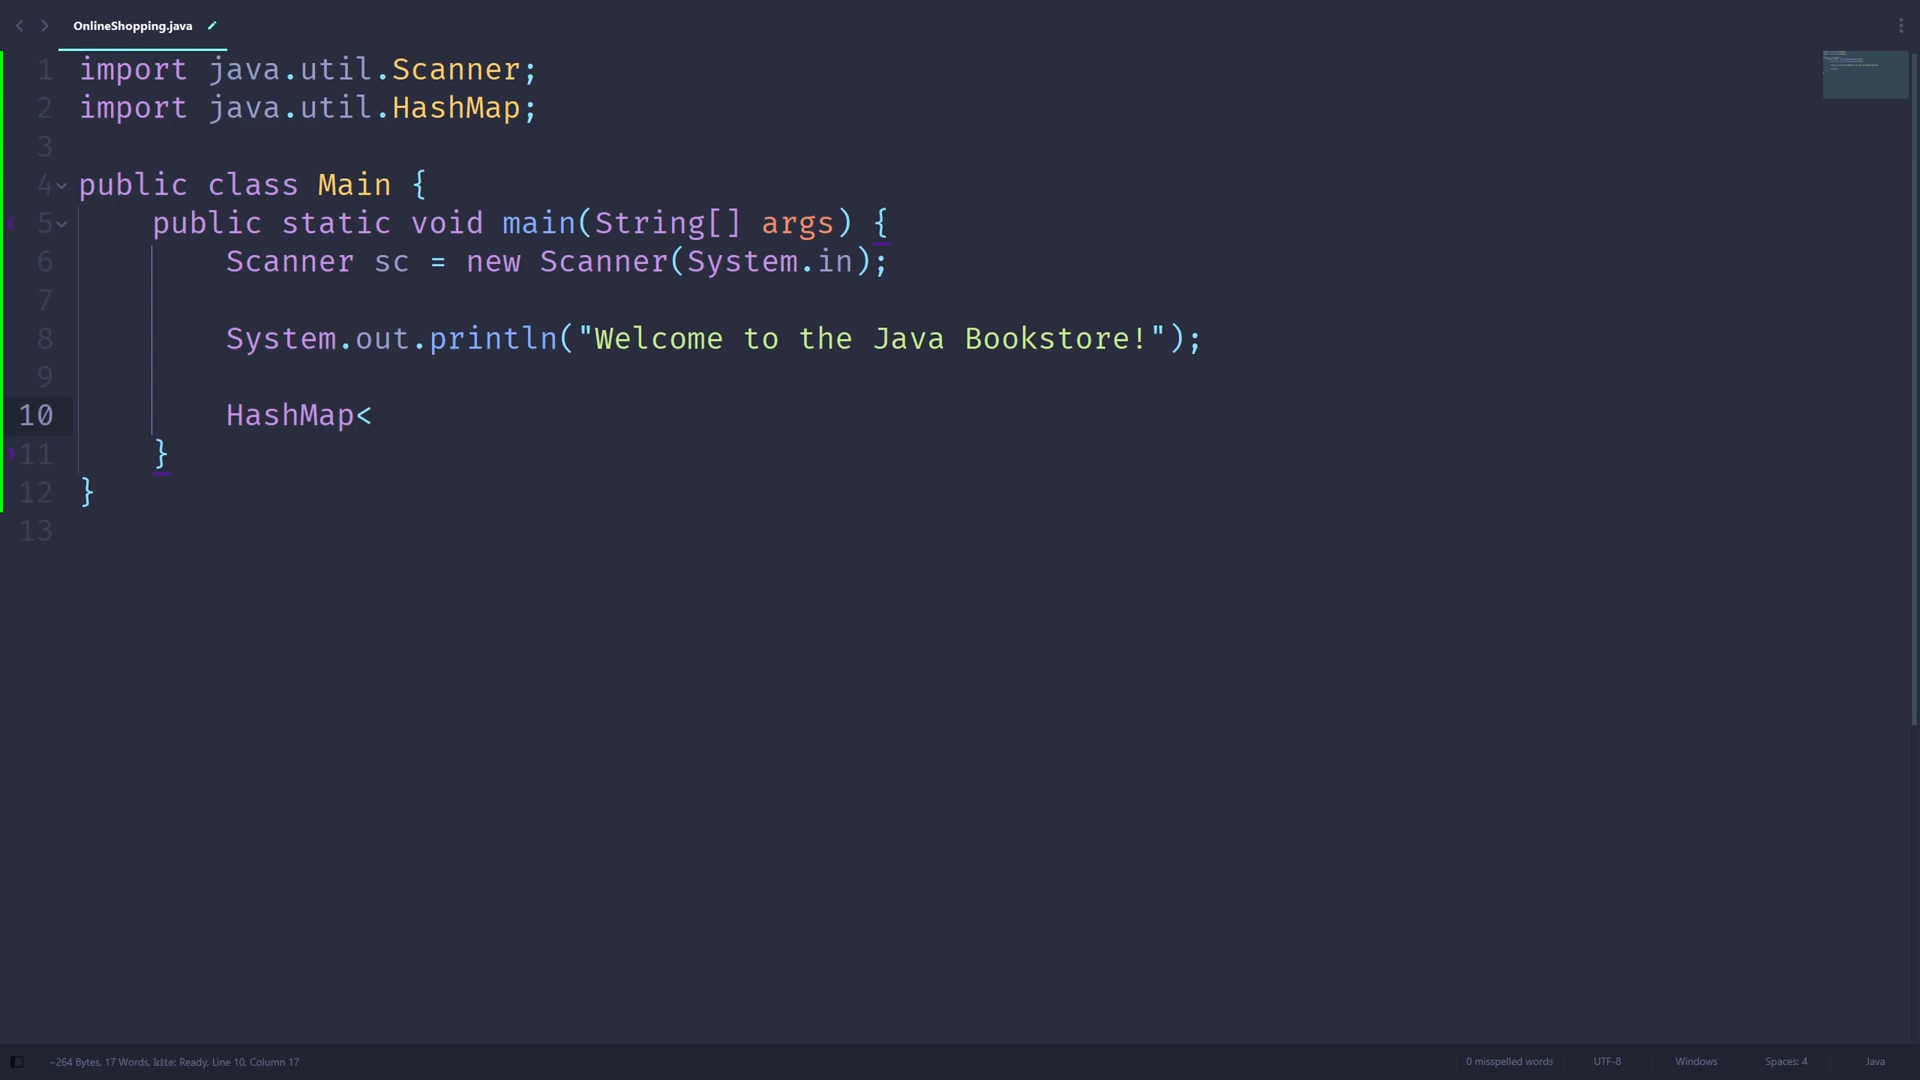 OnlineShopping.java
1 import java.util.Scanner;
2 import java.util.HashMap;
3
4 public class Main {
5 public static void main(String[] args) {
6 Scanner sc = new Scanner(System.in);
7
8 System.out.println("Welcome to the Java Bookstore!");
9
10 HashMap<
11 }
12 }
13
~264 Bytes, 17 Words, Ready, Line 10, Column 17 0 misspelled words UTF-8 Windows Spaces: 4 Java